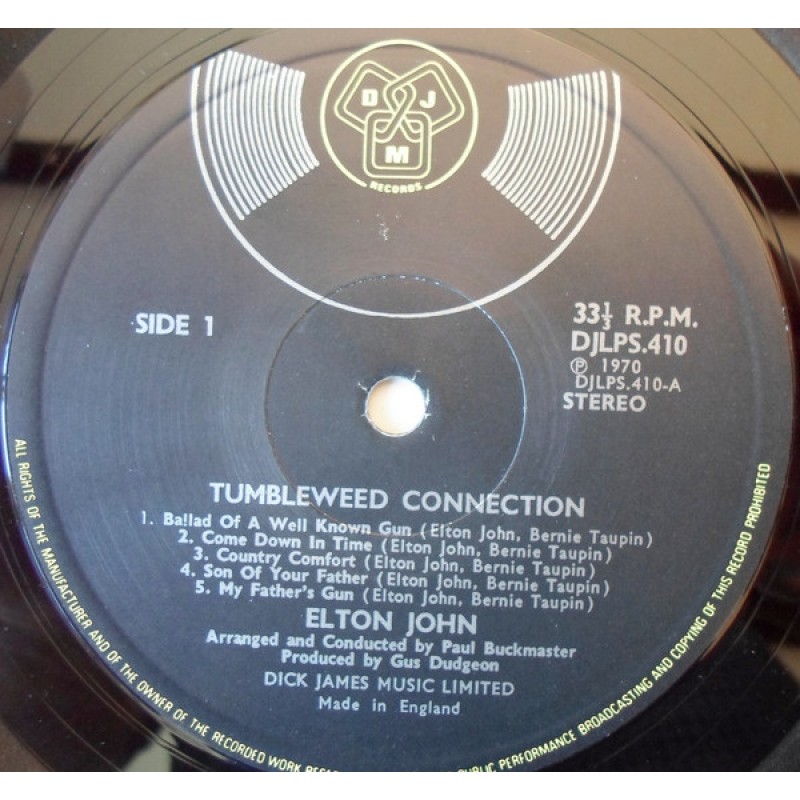 D J
M
RECORDS
SIDE 1
33⅓ R.P.M.
DJLPS.410
℗ 1970
DJLPS.410-A
STEREO
TUMBLEWEED CONNECTION
1. Ballad Of A Well Known Gun (Elton John, Bernie Taupin)
2. Come Down In Time (Elton John, Bernie Taupin)
3. Country Comfort (Elton John, Bernie Taupin)
4. Son Of Your Father (Elton John, Bernie Taupin)
5. My Father's Gun (Elton John, Bernie Taupin)
ELTON JOHN
Arranged and Conducted by Paul Buckmaster
Produced by Gus Dudgeon
DICK JAMES MUSIC LIMITED
Made in England
ALL RIGHTS OF THE MANUFACTURER AND OF THE OWNER OF THE RECORDED WORK
PUBLIC PERFORMANCE BROADCASTING AND COPYING OF THIS RECORD PROHIBITED